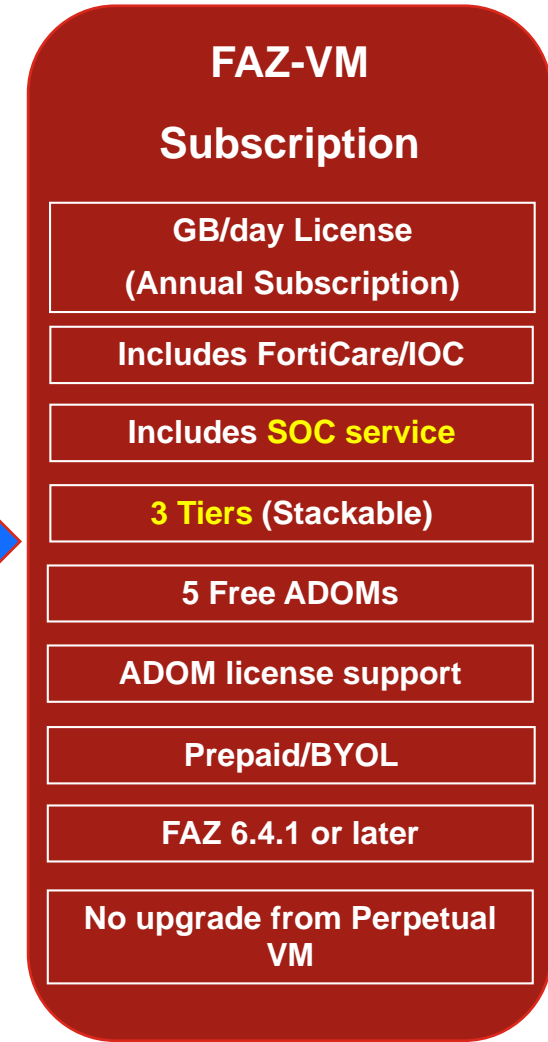 FAZ-VM
Subscription
GB/day License
(Annual Subscription)
Includes FortiCare/IOC
Includes SOC service
3 Tiers (Stackable)
5 Free ADOMs
ADOM license support
Prepaid/BYOL
FAZ 6.4.1 or later
No upgrade from Perpetual
VM